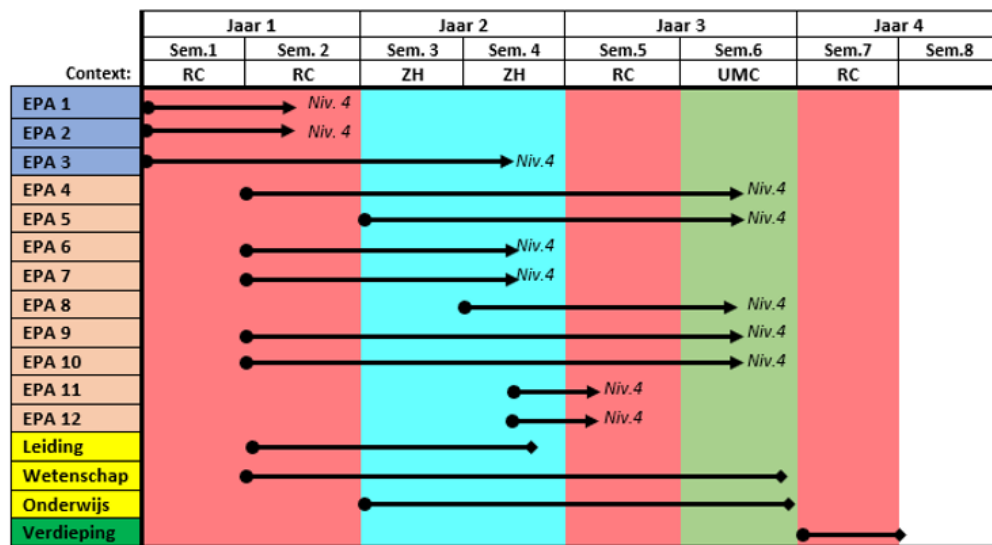 Jaar 1 Jaar 2 Jaar 3 Jaar 4
Sem.1 Sem. 2 Sem. 3 Sem. 4 Sem.5 Sem.6 Sem.7 Sem.8
Context: RC RC ZH ZH RC UMC RC
EPA 1 Niv. 4
EPA 2 Niv. 4
EPA 3 Niv.4
EPA 4 Niv.4
EPA 5 Niv.4
EPA 6 Niv.4
EPA 7 Niv.4
EPA 8 Niv.4
EPA 9 Niv.4
EPA 10 Niv.4
EPA 11 Niv.4
EPA 12 Niv.4
Leiding
Wetenschap
Onderwijs
Verdieping